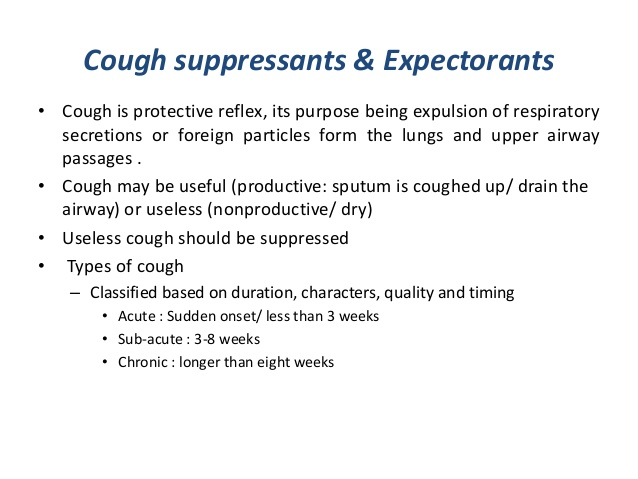 Cough suppressants & Expectorants
• Cough is protective reflex, its purpose being expulsion of respiratory
secretions or foreign particles form the lungs and upper airway
passages .
• Cough may be useful (productive: sputum is coughed up/ drain the
airway) or useless (nonproductive/ dry)
• Useless cough should be suppressed
• Types of cough
– Classified based on duration, characters, quality and timing
• Acute : Sudden onset/ less than 3 weeks
• Sub-acute : 3-8 weeks
• Chronic : longer than eight weeks